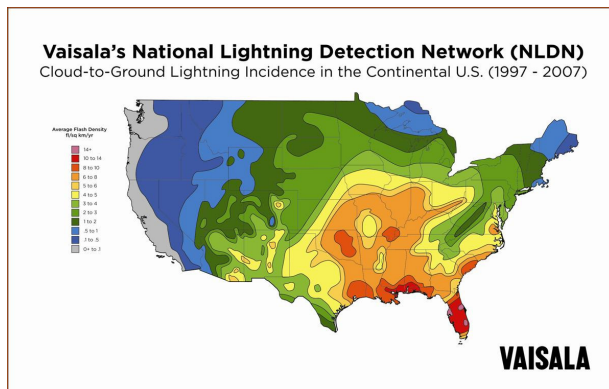 Vaisala's National Lightning Detection Network (NLDN)
Cloud-to-Ground Lightning Incidence in the Continental U.S. (1997 - 2007)
Average Flash Density
fl/sq km/yr
14+
10 to 14
8 to 10
6 to 8
5 to 6
4 to 5
3 to 4
2 to 3
1 to 2
.5 to 1
.1 to .5
0+ to .1
VAISALA